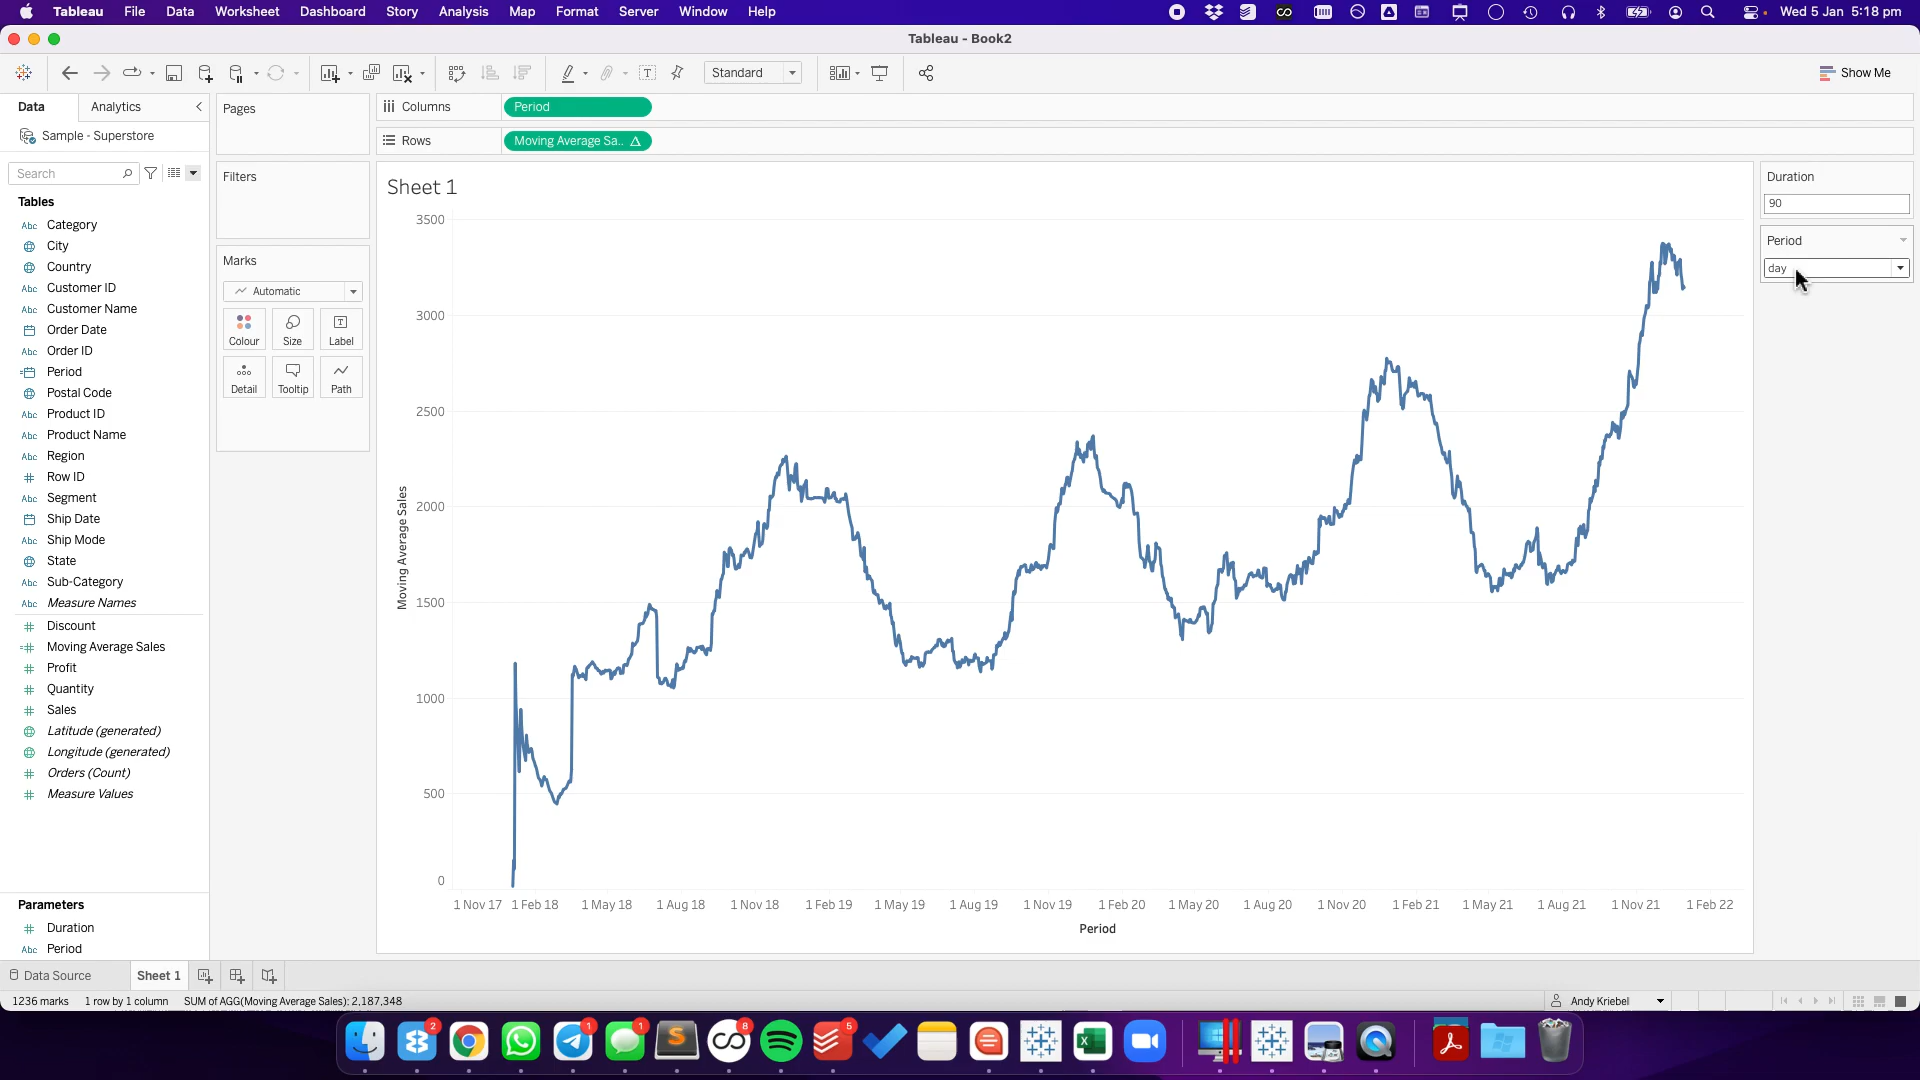 Tableau File Data Worksheet Dashboard Story Analysis Map Format Server Window Help Wed 5 Jan 5:18 pm
Tableau - Book2
Standard Show Me
Data Analytics
Sample - Superstore
Search
Tables
Abc Category
City
Country
Abc Customer ID
Abc Customer Name
Order Date
Abc Order ID
Period
Postal Code
Abc Product ID
Abc Product Name
Abc Region
# Row ID
Abc Segment
Ship Date
Abc Ship Mode
State
Abc Sub-Category
Abc Measure Names
# Discount
=# Moving Average Sales
# Profit
# Quantity
# Sales
Latitude (generated)
Longitude (generated)
# Orders (Count)
# Measure Values
Parameters
# Duration
Abc Period
Pages
Filters
Marks
Automatic
Colour Size Label
Detail Tooltip Path
Columns Period
Rows Moving Average Sa.. Δ
Sheet 1
3500
3000
2500
2000
1500
1000
500
0
Moving Average Sales
1 Nov 17 1 Feb 18 1 May 18 1 Aug 18 1 Nov 18 1 Feb 19 1 May 19 1 Aug 19 1 Nov 19 1 Feb 20 1 May 20 1 Aug 20 1 Nov 20 1 Feb 21 1 May 21 1 Aug 21 1 Nov 21 1 Feb 22
Period
Duration
90
Period
day
Data Source Sheet 1
1236 marks 1 row by 1 column SUM of AGG(Moving Average Sales): 2,187,348 Andy Kriebel
2 1 1 8 5